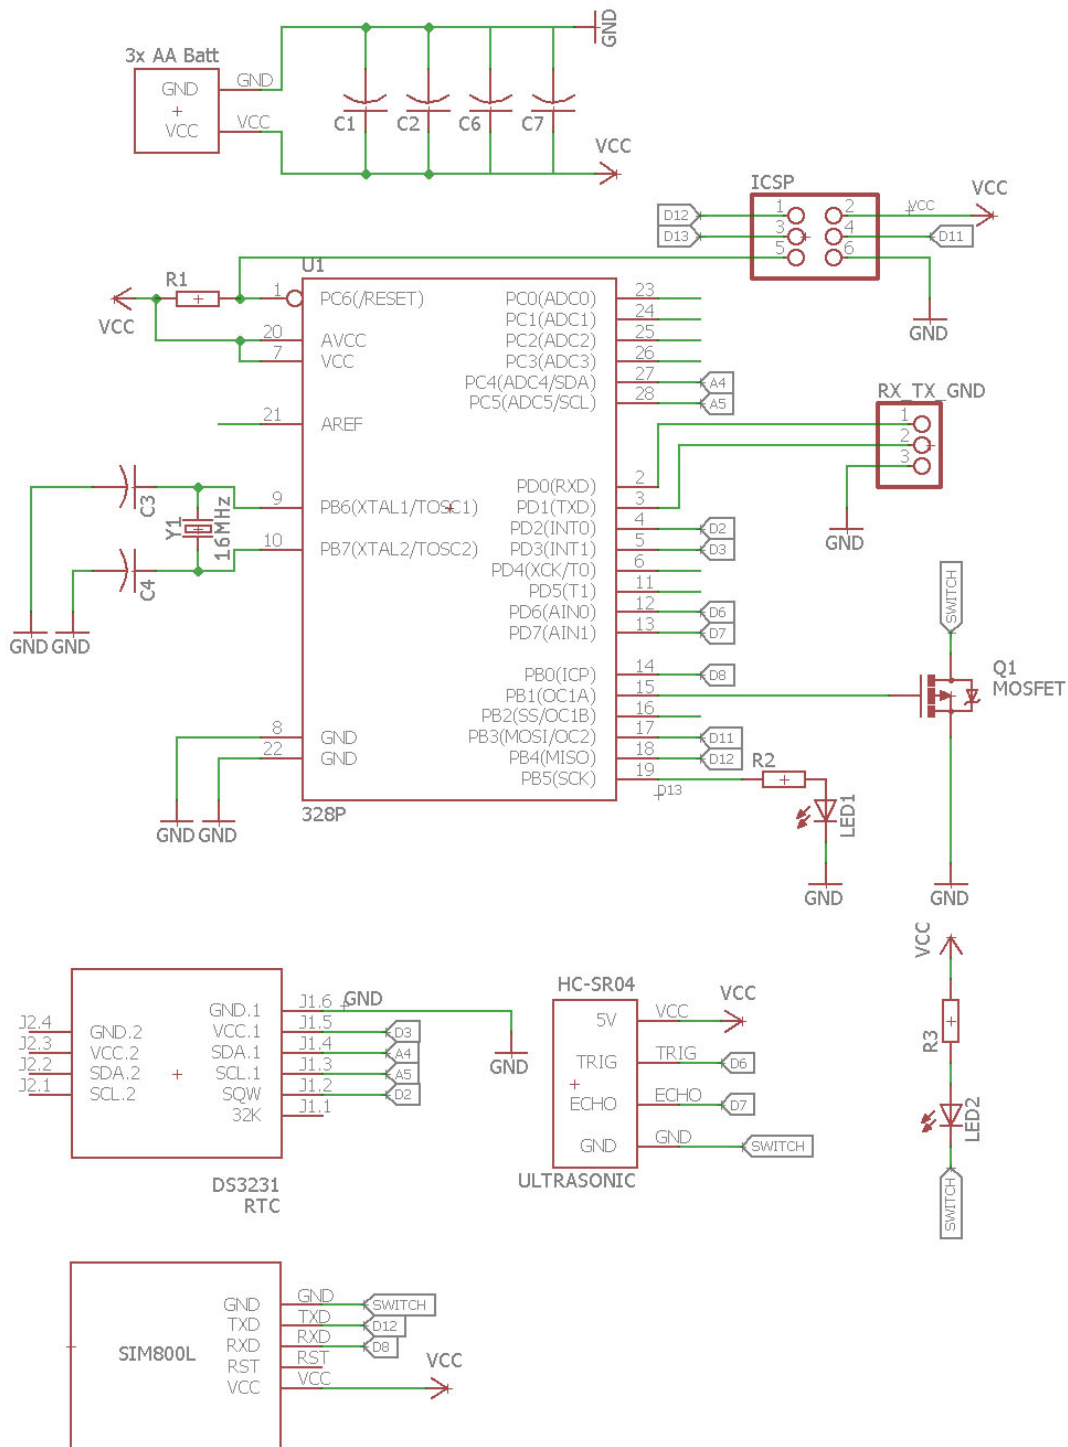 GND
3x AA Batt
GND
GND
VCC
VCC
C1
C2
C6
C7
VCC
ICSP
VCC
D12
1
2
VCC
D13
3
4
D11
5
6
GND
U1
R1
VCC
1
PC6(/RESET)
20
AVCC
7
VCC
21
AREF
9
PB6(XTAL1/TOSC1)
10
PB7(XTAL2/TOSC2)
8
GND
22
GND
328P
PC0(ADC0)
23
PC1(ADC1)
24
PC2(ADC2)
25
PC3(ADC3)
26
PC4(ADC4/SDA)
27
A4
PC5(ADC5/SCL)
28
A5
PD0(RXD)
2
PD1(TXD)
3
PD2(INT0)
4
D2
PD3(INT1)
5
D3
PD4(XCK/T0)
6
PD5(T1)
11
PD6(AIN0)
12
D6
PD7(AIN1)
13
D7
PB0(ICP)
14
D8
PB1(OC1A)
15
PB2(SS/OC1B)
16
PB3(MOSI/OC2)
17
D11
PB4(MISO)
18
D12
PB5(SCK)
19
D13
C3
Y1
16MHz
C4
GND
GND
GND
GND
RX_TX_GND
1
2
3
GND
SWITCH
Q1
MOSFET
GND
R2
LED1
GND
VCC
R3
LED2
SWITCH
J2.4
GND.2
J2.3
VCC.2
J2.2
SDA.2
J2.1
SCL.2
GND.1
J1.6
GND
VCC.1
J1.5
D3
SDA.1
J1.4
A4
SCL.1
J1.3
A5
SQW
J1.2
D2
32K
J1.1
GND
DS3231
RTC
HC-SR04
5V
VCC
VCC
TRIG
TRIG
D6
ECHO
ECHO
D7
GND
GND
SWITCH
ULTRASONIC
SIM800L
GND
GND
SWITCH
TXD
TXD
D12
RXD
RXD
D8
RST
RST
VCC
VCC
VCC